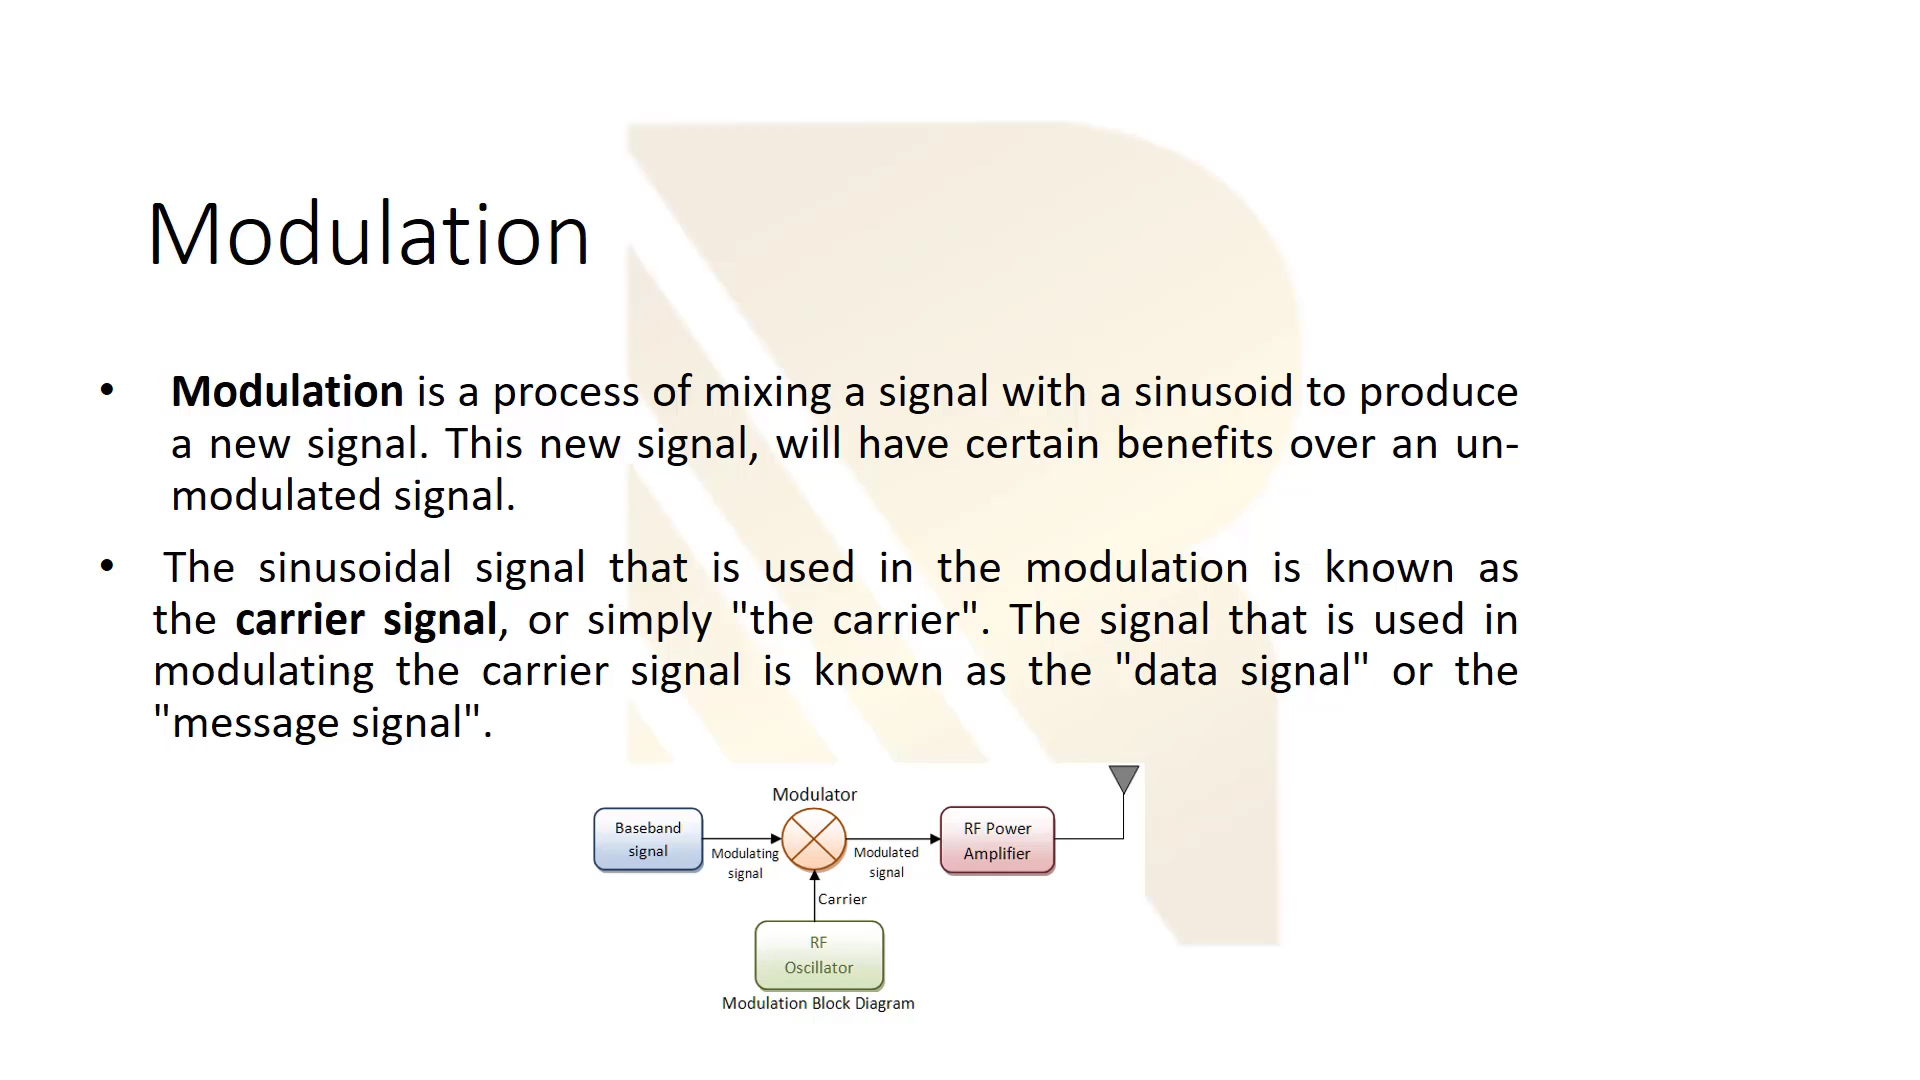 Modulation
• Modulation is a process of mixing a signal with a sinusoid to produce
a new signal. This new signal, will have certain benefits over an un-
modulated signal.
• The sinusoidal signal that is used in the modulation is known as
the carrier signal, or simply "the carrier". The signal that is used in
modulating the carrier signal is known as the "data signal" or the
"message signal".
Modulator
Baseband
signal
Modulating
signal
Modulated
signal
RF Power
Amplifier
Carrier
RF
Oscillator
Modulation Block Diagram